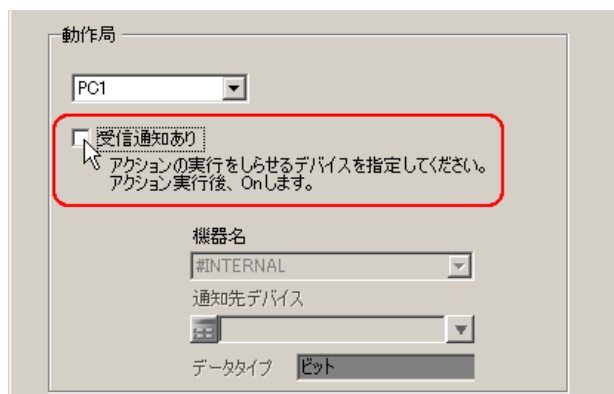 動作局
PC1
受信通知あり
アクションの実行をしらせるデバイスを指定してください。
アクション実行後、Onします。
機器名
#INTERNAL
通知先デバイス
データタイプ ビット